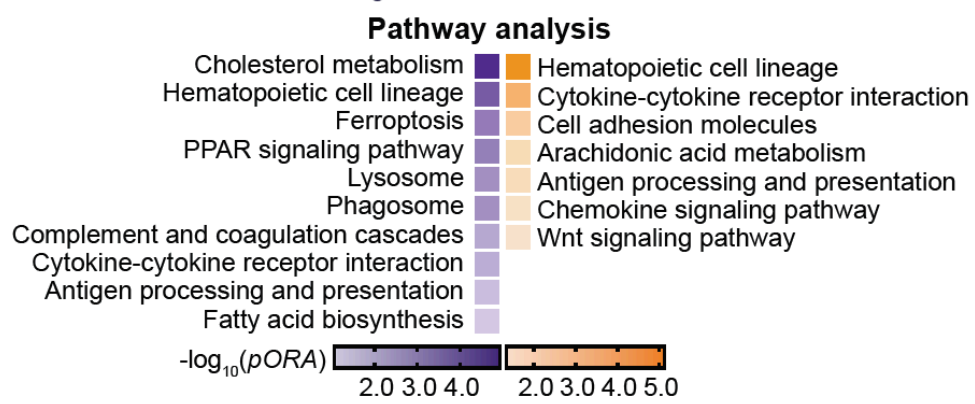 Pathway analysis
Cholesterol metabolism
Hematopoietic cell lineage
Ferroptosis
PPAR signaling pathway
Lysosome
Phagosome
Complement and coagulation cascades
Cytokine-cytokine receptor interaction
Antigen processing and presentation
Fatty acid biosynthesis
Hematopoietic cell lineage
Cytokine-cytokine receptor interaction
Cell adhesion molecules
Arachidonic acid metabolism
Antigen processing and presentation
Chemokine signaling pathway
Wnt signaling pathway
-log10(pORA)
2.0 3.0 4.0
2.0 3.0 4.0 5.0